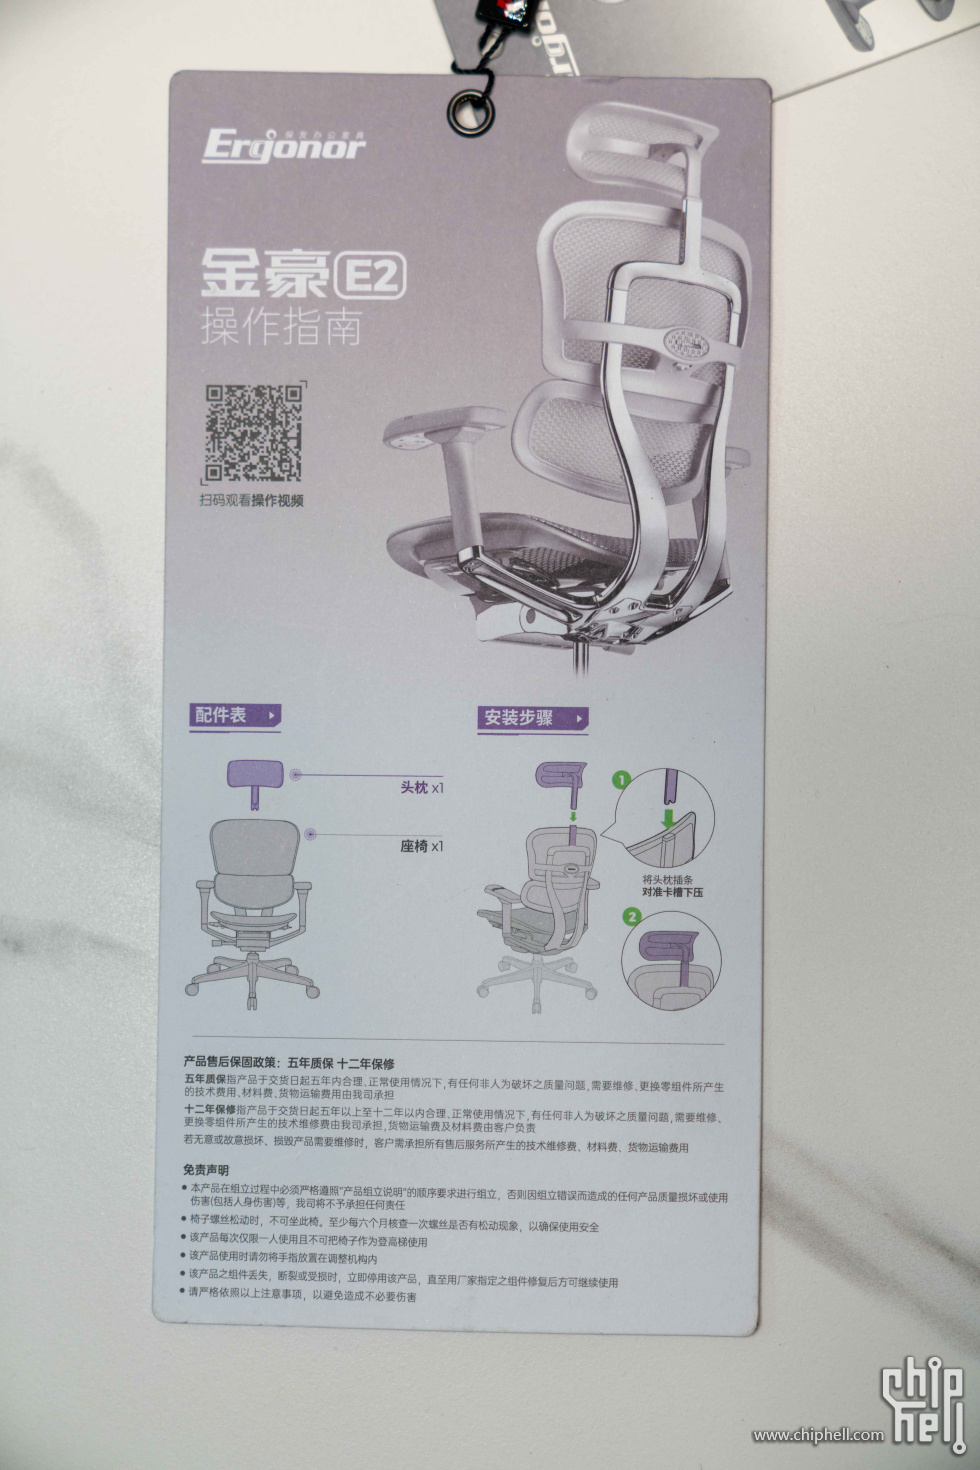 保友办公家具
Ergonor
金豪 E2
操作指南
扫码观看操作视频
配件表
安装步骤
头枕 x1
座椅 x1
1
将头枕插条
对准卡槽下压
2
产品售后保固政策：五年质保 十二年保修
五年质保指产品于交货日起五年内合理、正常使用情况下,有任何非人为破坏之质量问题,需要维修、更换零组件所产生
的技术费用、材料费、货物运输费用由我司承担
十二年保修指产品于交货日起五年以上至十二年以内合理、正常使用情况下,有任何非人为破坏之质量问题,需要维修、
更换零组件所产生的技术维修费由我司承担,货物运输费及材料费由客户负责
若无意或故意损坏、损毁产品需要维修时，客户需承担所有售后服务所产生的技术维修费、材料费、货物运输费用
免责声明
• 本产品在组立过程中必须严格遵照"产品组立说明"的顺序要求进行组立，否则因组立错误而造成的任何产品质量损坏或使用
伤害(包括人身伤害)等，我司将不予承担任何责任
• 椅子螺丝松动时，不可坐此椅。至少每六个月核查一次螺丝是否有松动现象，以确保使用安全
• 该产品每次仅限一人使用且不可把椅子作为登高梯使用
• 该产品使用时请勿将手指放置在调整机构内
• 该产品之组件丢失，断裂或受损时，立即停用该产品，直至用厂家指定之组件修复后方可继续使用
• 请严格依照以上注意事项，以避免造成不必要伤害
chip
hell
www.chiphell.com